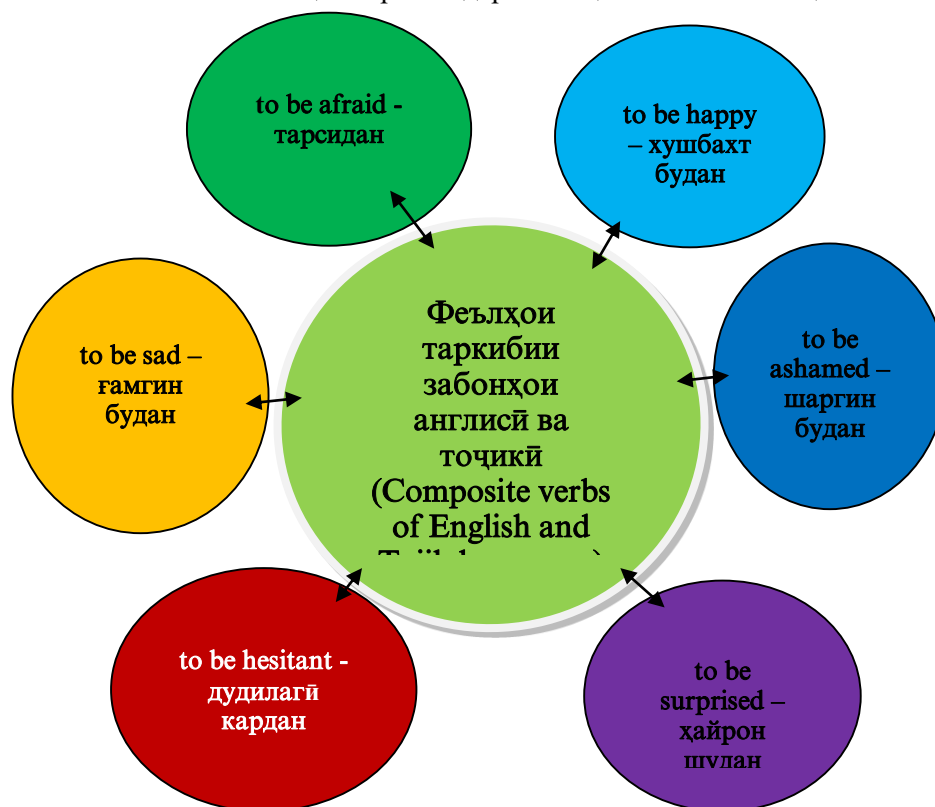 to be afraid -
тарсидан
to be happy
– хушбахт
будан
to be sad –
ғамгин
будан
Феълҳои
таркибии
забонҳои
англисӣ ва
тоҷикӣ
(Composite verbs
of English and
to be
ashamed –
шаргин
будан
to be hesitant -
дудилагӣ
кардан
to be
surprised –
ҳайрон
шудан